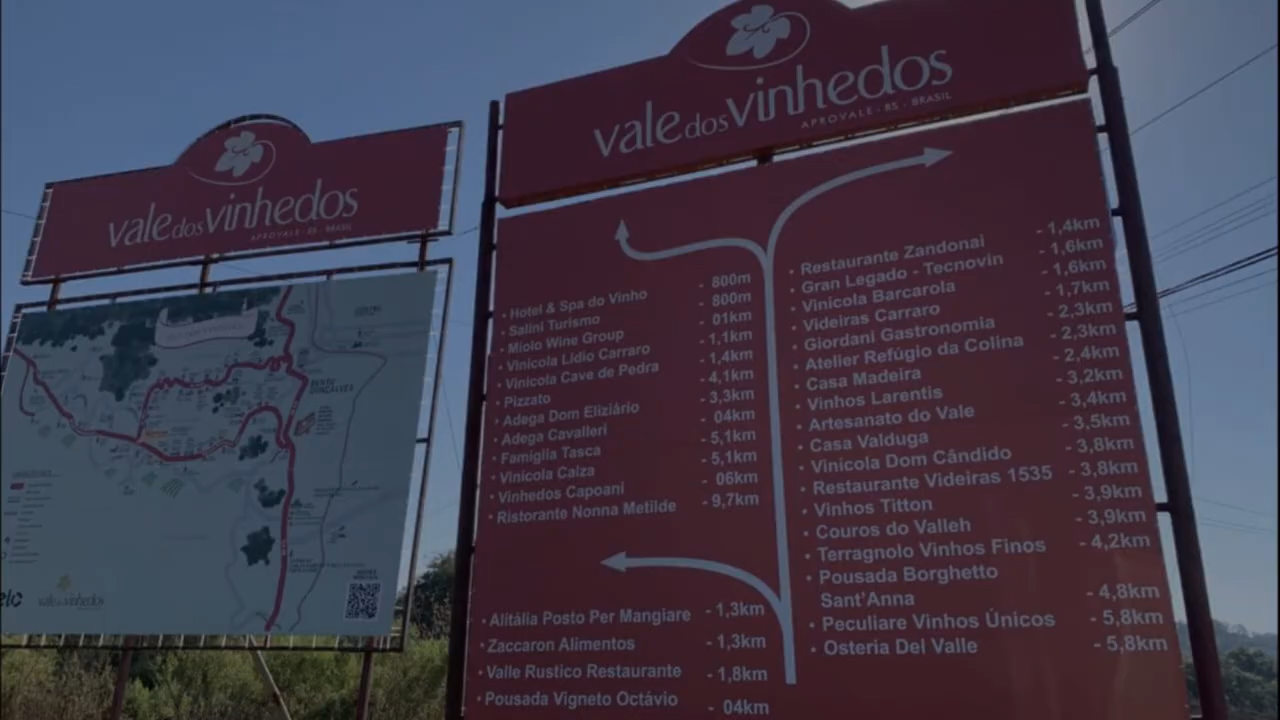 vale dos vinhedos
APROVALE - RS - BRASIL
BENTO
GONÇALVES
vale dos vinhedos
vale dos vinhedos
APROVALE - RS - BRASIL
• Hotel & Spa do Vinho - 800m
• Salini Turismo - 800m
• Miolo Wine Group - 01km
• Vinícola Lídio Carraro - 1,1km
• Vinícola Cave de Pedra - 1,4km
• Pizzato - 4,1km
• Adega Dom Eliziário - 3,3km
• Adega Cavalleri - 04km
• Famiglia Tasca - 5,1km
• Vinícola Calza - 5,1km
• Vinhedos Capoani - 06km
• Ristorante Nonna Metilde - 9,7km
• Alitália Posto Per Mangiare - 1,3km
• Zaccaron Alimentos - 1,3km
• Valle Rustico Restaurante - 1,8km
• Pousada Vigneto Octávio - 04km
• Restaurante Zandonai - 1,4km
• Gran Legado - Tecnovin - 1,6km
• Vinícola Barcarola - 1,6km
• Videiras Carraro - 1,7km
• Giordani Gastronomia - 2,3km
• Atelier Refúgio da Colina - 2,3km
• Casa Madeira - 2,4km
• Vinhos Larentis - 3,2km
• Artesanato do Vale - 3,4km
• Casa Valduga - 3,5km
• Vinícola Dom Cândido - 3,8km
• Restaurante Videiras 1535 - 3,8km
• Vinhos Titton - 3,9km
• Couros do Valleh - 3,9km
• Terragnolo Vinhos Finos - 4,2km
• Pousada Borghetto
Sant'Anna - 4,8km
• Peculiare Vinhos Únicos - 5,8km
• Osteria Del Valle - 5,8km